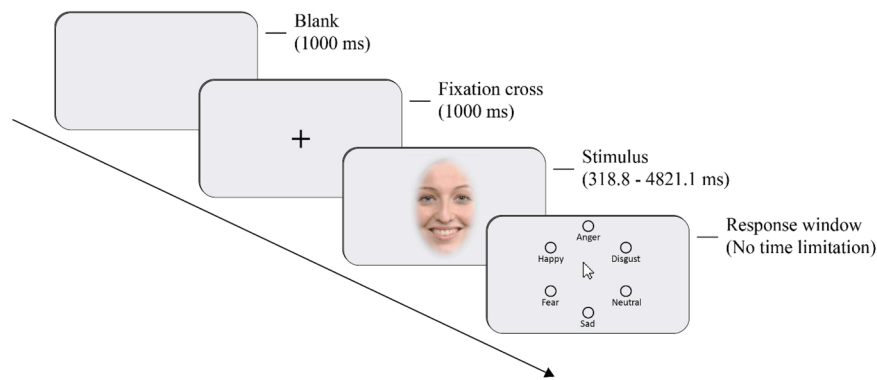 Blank
(1000 ms)
Fixation cross
(1000 ms)
Stimulus
(318.8 - 4821.1 ms)
Response window
(No time limitation)
Anger
Happy
Disgust
Fear
Neutral
Sad